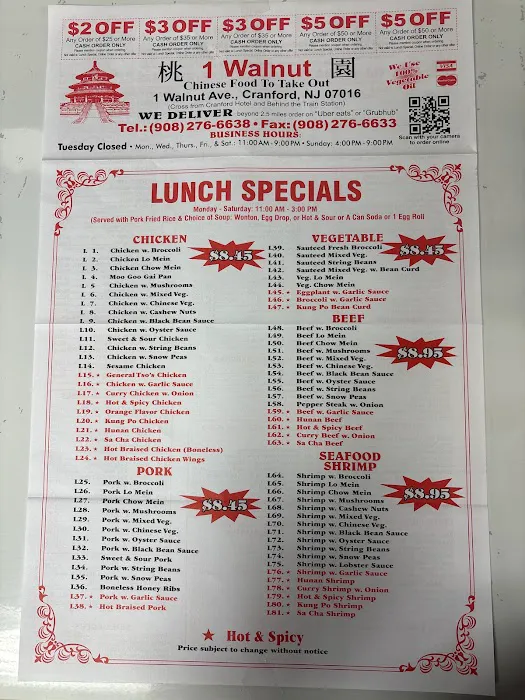 $2 OFF
Any Order of $25 or More
CASH ORDER ONLY
$3 OFF
Any Order of $35 or More
CASH ORDER ONLY
$3 OFF
Any Order of $35 or More
CASH ORDER ONLY
$5 OFF
Any Order of $50 or More
CASH ORDER ONLY
$5 OFF
Any Order of $50 or More
CASH ORDER ONLY
桃 1 Walnut 園
Chinese Food To Take Out
1 Walnut Ave., Cranford, NJ 07016
(Cross from Cranford Hotel and Behind the Train Station)
WE DELIVER beyond 2.5 miles order on "Uber eats" or "Grubhub"
Tel.: (908) 276-6638 • Fax: (908) 276-6633
BUSINESS HOURS:
Tuesday Closed • Mon., Wed., Thurs., Fri., & Sat.: 11:00 AM - 9:00 PM • Sunday: 4:00 PM - 9:00 PM
We Use
100%
Vegetable
Oil
VISA
Scan with your camera
to order online
LUNCH SPECIALS
Monday - Saturday: 11:00 AM - 3:00 PM
(Served with Pork Fried Rice & Choice of Soup: Wonton, Egg Drop, or Hot & Sour or A Can Soda or 1 Egg Roll
CHICKEN
$8.45
L 1. Chicken w. Broccoli
L 2. Chicken Lo Mein
L 3. Chicken Chow Mein
L 4. Moo Goo Gai Pan
L 5 Chicken w. Mushrooms
L 6. Chicken w. Mixed Veg.
L 7. Chicken w. Chinese Veg.
L 8. Chicken w. Cashew Nuts
L 9. Chicken w. Black Bean Sauce
L10. Chicken w. Oyster Sauce
L11. Sweet & Sour Chicken
L12. Chicken w. String Beans
L13. Chicken w. Snow Peas
L14. Sesame Chicken
L15. ★ General Tso's Chicken
L16. ★ Chicken w. Garlic Sauce
L17. ★ Curry Chicken w. Onion
L18. ★ Hot & Spicy Chicken
L19. ★ Orange Flavor Chicken
L20. ★ Kung Po Chicken
L21. ★ Hunan Chicken
L22. ★ Sa Cha Chicken
L23. ★ Hot Braised Chicken (Boneless)
L24. ★ Hot Braised Chicken Wings
PORK
$8.45
L25. Pork w. Broccoli
L26. Pork Lo Mein
L27. Pork Chow Mein
L28. Pork w. Mushrooms
L29. Pork w. Mixed Veg.
L30. Pork w. Chinese Veg.
L31. Pork w. Oyster Sauce
L32. Pork w. Black Bean Sauce
L33. Sweet & Sour Pork
L34. Pork w. String Beans
L35. Pork w. Snow Peas
L36. Boneless Honey Ribs
L37. ★ Pork w. Garlic Sauce
L38. ★ Hot Braised Pork
VEGETABLE
$8.45
L39. Sauteed Fresh Broccoli
L40. Sauteed Mixed Veg.
L41. Sauteed String Beans
L42. Sauteed Mixed Veg. w. Bean Curd
L43. Veg. Lo Mein
L44. Veg. Chow Mein
L45. ★ Eggplant w. Garlic Sauce
L46. ★ Broccoli w. Garlic Sauce
L47. ★ Kung Po Bean Curd
BEEF
$8.95
L48. Beef w. Broccoli
L49. Beef Lo Mein
L50. Beef Chow Mein
L51. Beef w. Mushrooms
L52. Beef w. Mixed Veg.
L53. Beef w. Chinese Veg.
L54. Beef w. Black Bean Sauce
L55. Beef w. Oyster Sauce
L56. Beef w. String Beans
L57. Beef w. Snow Peas
L58. Pepper Steak w. Onion
L59. ★ Beef w. Garlic Sauce
L60. ★ Hunan Beef
L61. ★ Hot & Spicy Beef
L62. ★ Curry Beef w. Onion
L63. ★ Sa Cha Beef
SEAFOOD
SHRIMP
$8.95
L64. Shrimp w. Broccoli
L65. Shrimp Lo Mein
L66. Shrimp Chow Mein
L67. Shrimp w. Mushrooms
L68. Shrimp w. Cashew Nuts
L69. Shrimp w. Mixed Veg.
L70. Shrimp w. Chinese Veg.
L71. Shrimp w. Black Bean Sauce
L72. Shrimp w. Oyster Sauce
L73. Shrimp w. String Beans
L74. Shrimp w. Snow Peas
L75. Shrimp w. Lobster Sauce
L76. ★ Shrimp w. Garlic Sauce
L77. ★ Hunan Shrimp
L78. ★ Curry Shrimp w. Onion
L79. ★ Hot & Spicy Shrimp
L80. ★ Kung Po Shrimp
L81. ★ Sa Cha Shrimp
★ Hot & Spicy
Price subject to change without notice